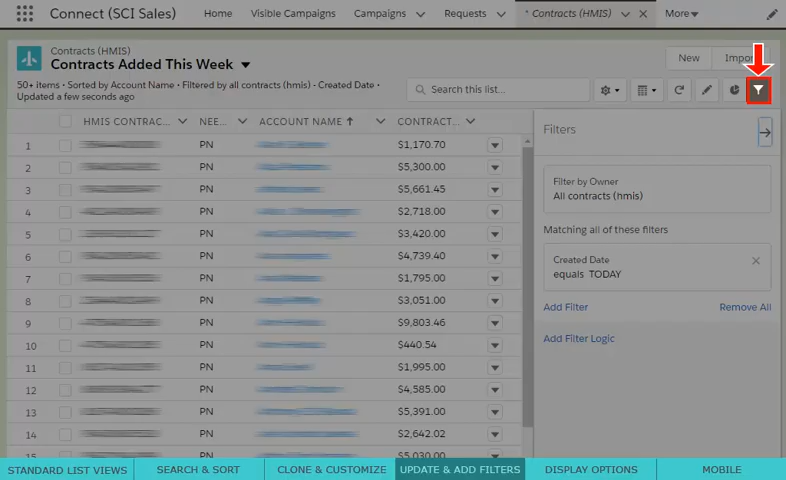 Connect (SCI Sales) Home Visible Campaigns Campaigns Requests * Contracts (HMIS) More
Contracts (HMIS)
Contracts Added This Week
New
50+ items • Sorted by Account Name • Filtered by all contracts (hmis) - Created Date •
Updated a few seconds ago
Search this list...
HMIS CONTRAC... NEE... ACCOUNT NAME CONTRACT...
1 PN $1,170.70
2 PN $5,300.00
3 PN $5,661.45
4 PN $2,718.00
5 PN $3,420.00
6 PN $4,739.40
7 PN $1,795.00
8 PN $3,051.00
9 PN $9,803.46
10 PN $440.54
11 PN $1,995.00
12 PN $4,585.00
13 PN $5,391.00
14 PN $2,642.02
15 PN $5,030.00
Filters
Filter by Owner
All contracts (hmis)
Matching all of these filters
Created Date
equals TODAY
Add Filter Remove All
Add Filter Logic
STANDARD LIST VIEWS SEARCH & SORT CLONE & CUSTOMIZE UPDATE & ADD FILTERS DISPLAY OPTIONS MOBILE